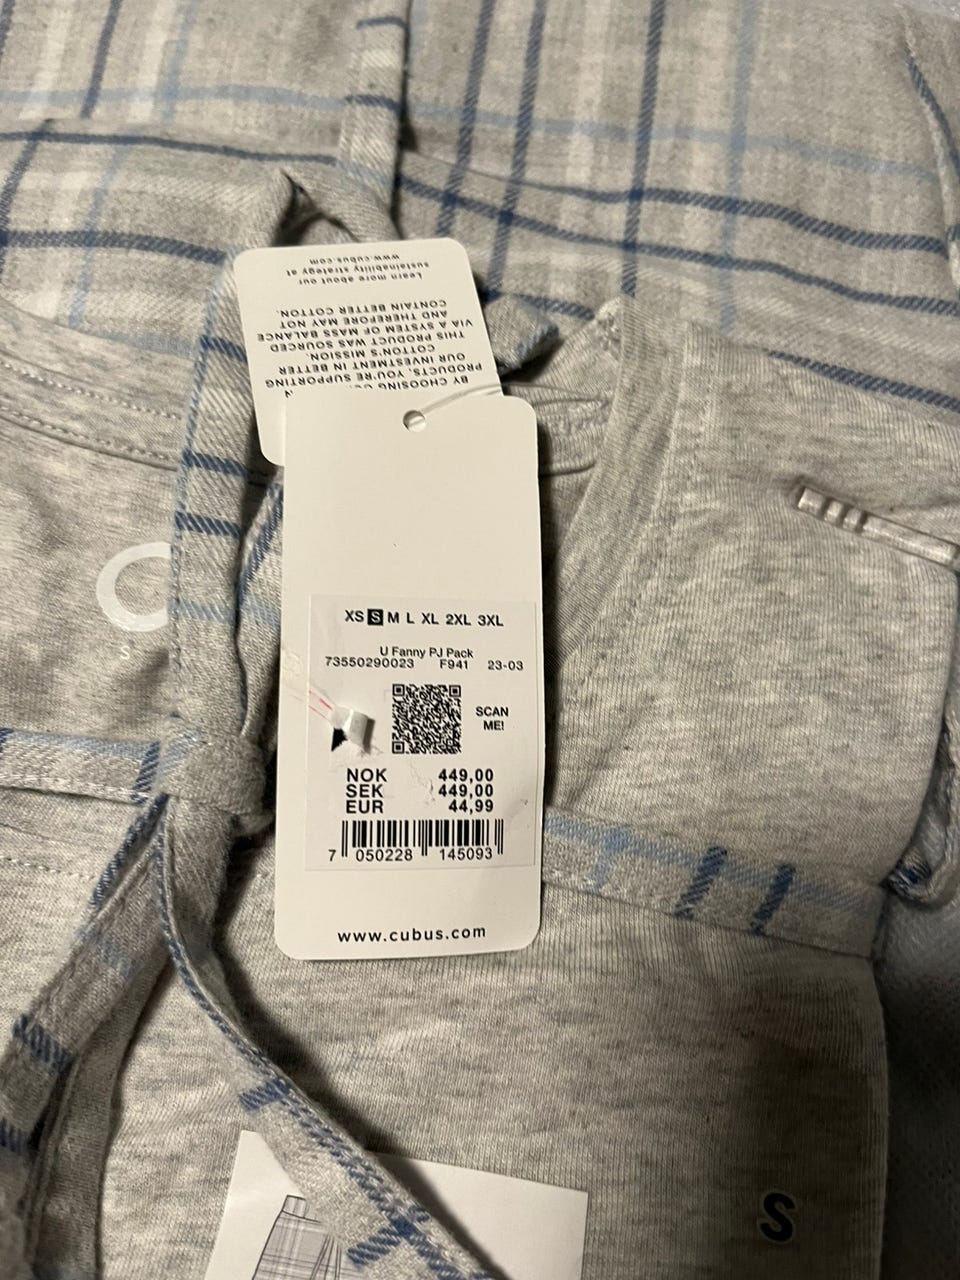 Learn more about our
sustainability strategy at
www.cubus.com
BY CHOOSING
PRODUCTS, YOU'RE SUPPORTING
OUR INVESTMENT IN BETTER
COTTON'S MISSION.
THIS PRODUCT WAS SOURCED
VIA A SYSTEM OF MASS BALANCE
AND THEREFORE MAY NOT
CONTAIN BETTER COTTON.
XS S M L XL 2XL 3XL
U Fanny PJ Pack
73550290023 F941 23-03
SCAN
ME!
NOK 449,00
SEK 449,00
EUR 44,99
7 050228 145093
www.cubus.com
S
S